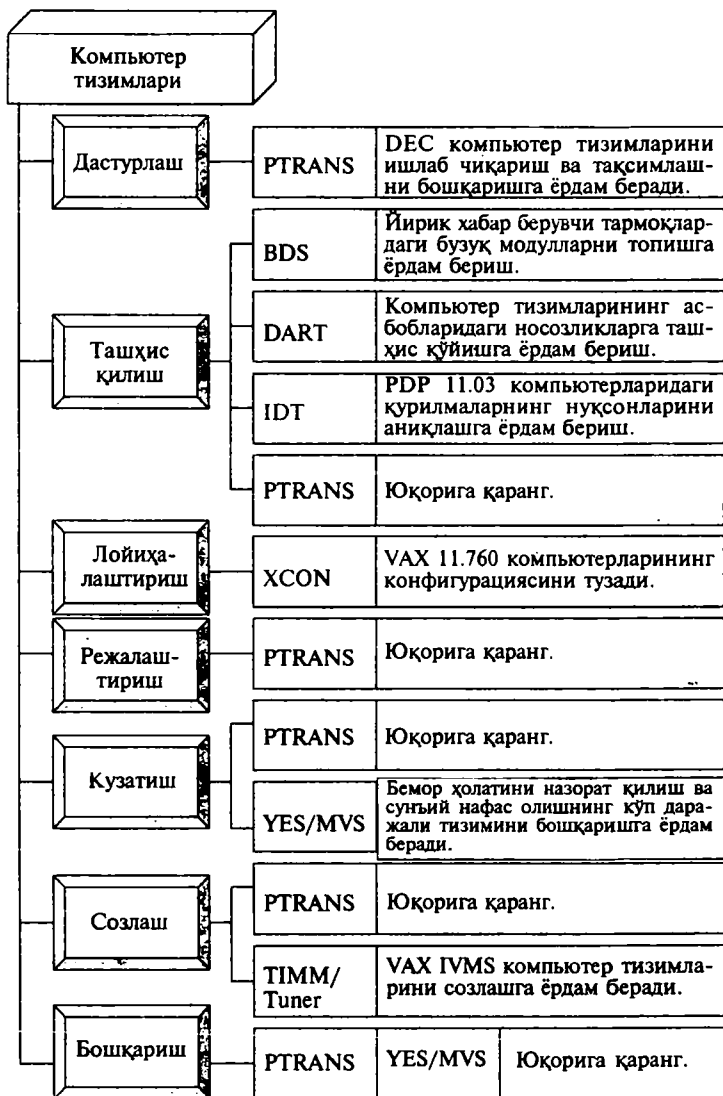 Компьютер
тизимлари
Дастурлаш
PTRANS
DEC компьютер тизимларини
ишлаб чиқариш ва тақсимлаш-
ни бошқаришга ёрдам беради.
Ташҳис
қилиш
BDS
Йирик хабар берувчи тармоқлар-
даги бузуқ модулларни топишга
ёрдам бериш.
DART
Компьютер тизимларининг ас-
бобларидаги носозликларга таш-
ҳис қўйишга ёрдам бериш.
IDT
PDP 11.03 компьютерларидаги
қурилмаларнинг нуқсонларини
аниқлашга ёрдам бериш.
PTRANS
Юқорига қаранг.
Лойиҳа-
лаштириш
XCON
VAX 11.760 компьютерларининг
конфигурациясини тузади.
Режалаш-
тириш
PTRANS
Юқорига қаранг.
Кузатиш
PTRANS
Юқорига қаранг.
YES/MVS
Бемор ҳолатини назорат қилиш ва
сунъий нафас олишнинг кўп дара-
жали тизимини бошқаришга ёрдам
беради.
Созлаш
PTRANS
Юқорига қаранг.
TIMM/
Tuner
VAX IVMS компьютер тизимла-
рини созлашга ёрдам беради.
Бошқариш
PTRANS
YES/MVS
Юқорига қаранг.